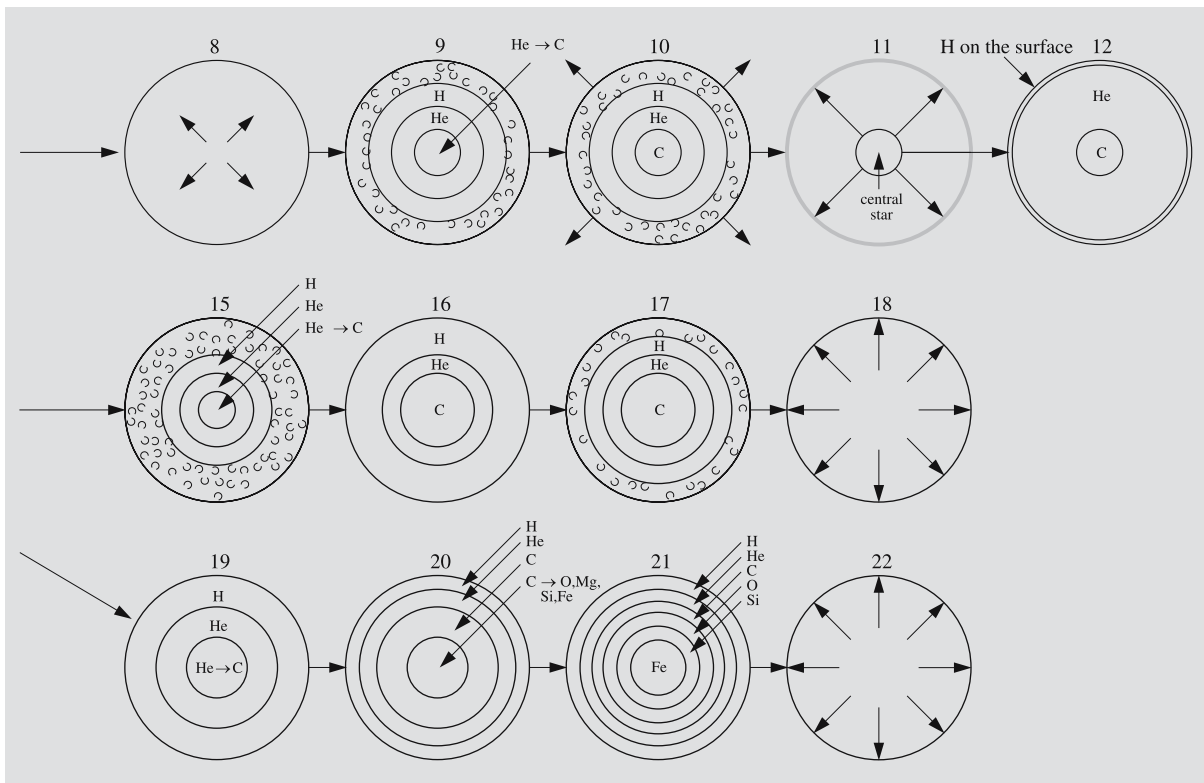 8
9
10
11
12
He → C
H on the surface
H
He
H
He
C
central
star
He
C
15
16
17
18
H
He
He → C
H
He
C
H
He
C
19
20
21
22
H
He
He → C
H
He
C
C → O,Mg,
Si,Fe
H
He
C
O
Si
Fe